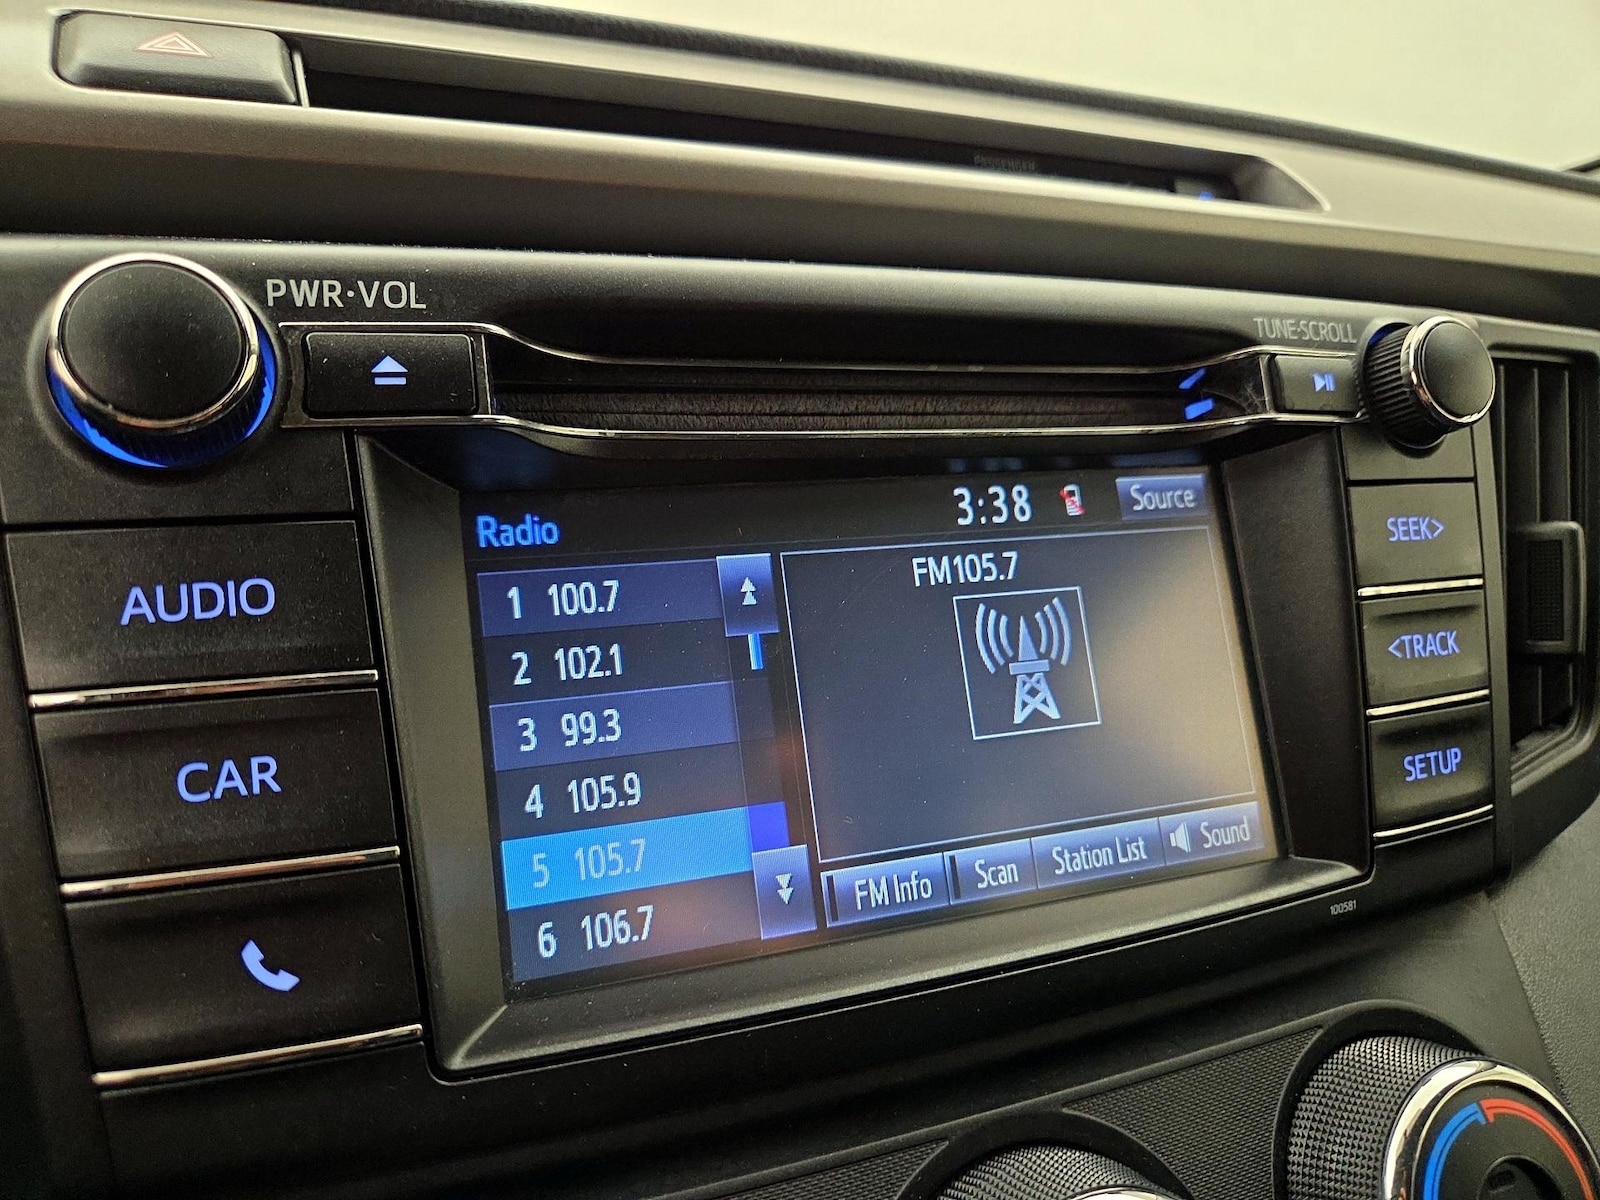 PASSENGER
PWR·VOL
TUNE·SCROLL
3:38 Source
Radio
FM105.7
1 100.7
2 102.1
3 99.3
4 105.9
5 105.7
6 106.7
FM Info Scan Station List Sound
AUDIO
CAR
SEEK>
<TRACK
SETUP
100581